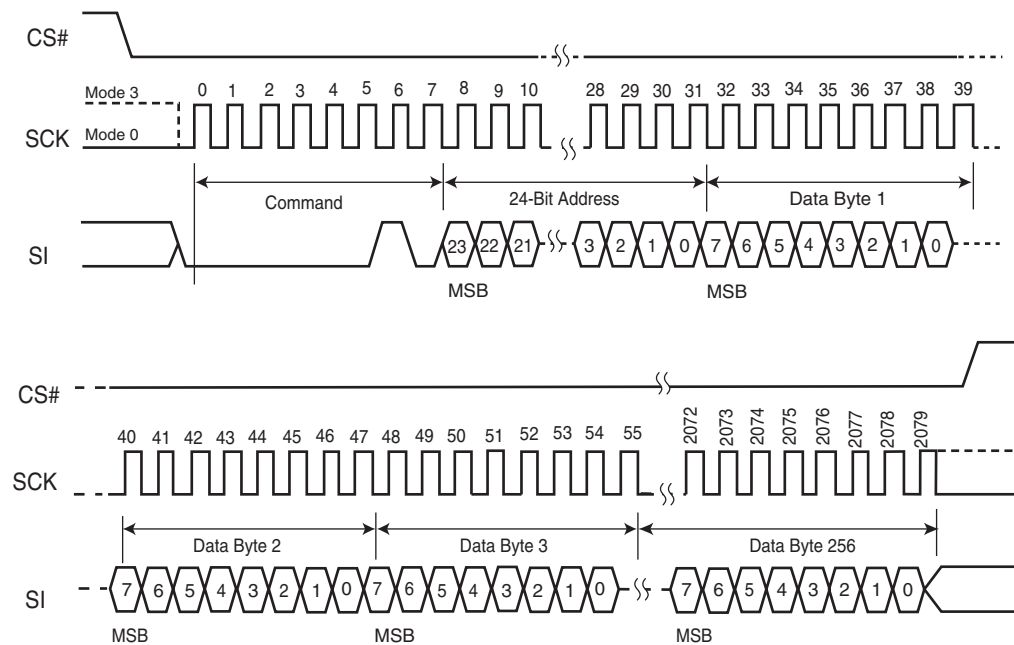 CS#
Mode 3
0 1 2 3 4 5 6 7 8 9 10 28 29 30 31 32 33 34 35 36 37 38 39
SCK
Mode 0
Command 24-Bit Address Data Byte 1
SI
23 22 21 3 2 1 0 7 6 5 4 3 2 1 0
MSB MSB
CS#
40 41 42 43 44 45 46 47 48 49 50 51 52 53 54 55 2072 2073 2074 2075 2076 2077 2078 2079
SCK
Data Byte 2 Data Byte 3 Data Byte 256
SI
7 6 5 4 3 2 1 0 7 6 5 4 3 2 1 0 7 6 5 4 3 2 1 0
MSB MSB MSB